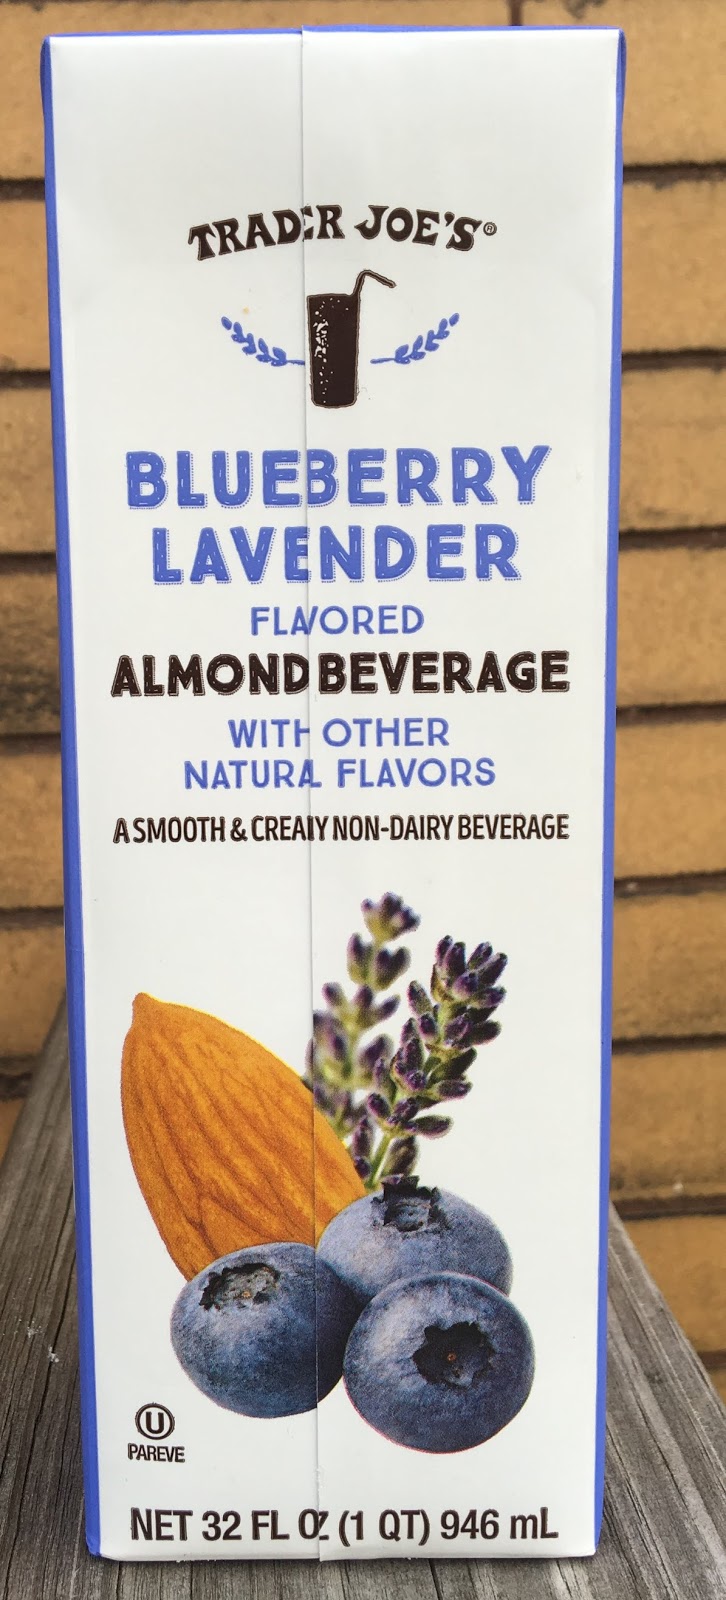 TRADER JOE'S®
BLUEBERRY
LAVENDER
FLAVORED
ALMOND BEVERAGE
WITH OTHER
NATURAL FLAVORS
A SMOOTH & CREAMY NON-DAIRY BEVERAGE
U
PAREVE
NET 32 FL OZ (1 QT) 946 mL